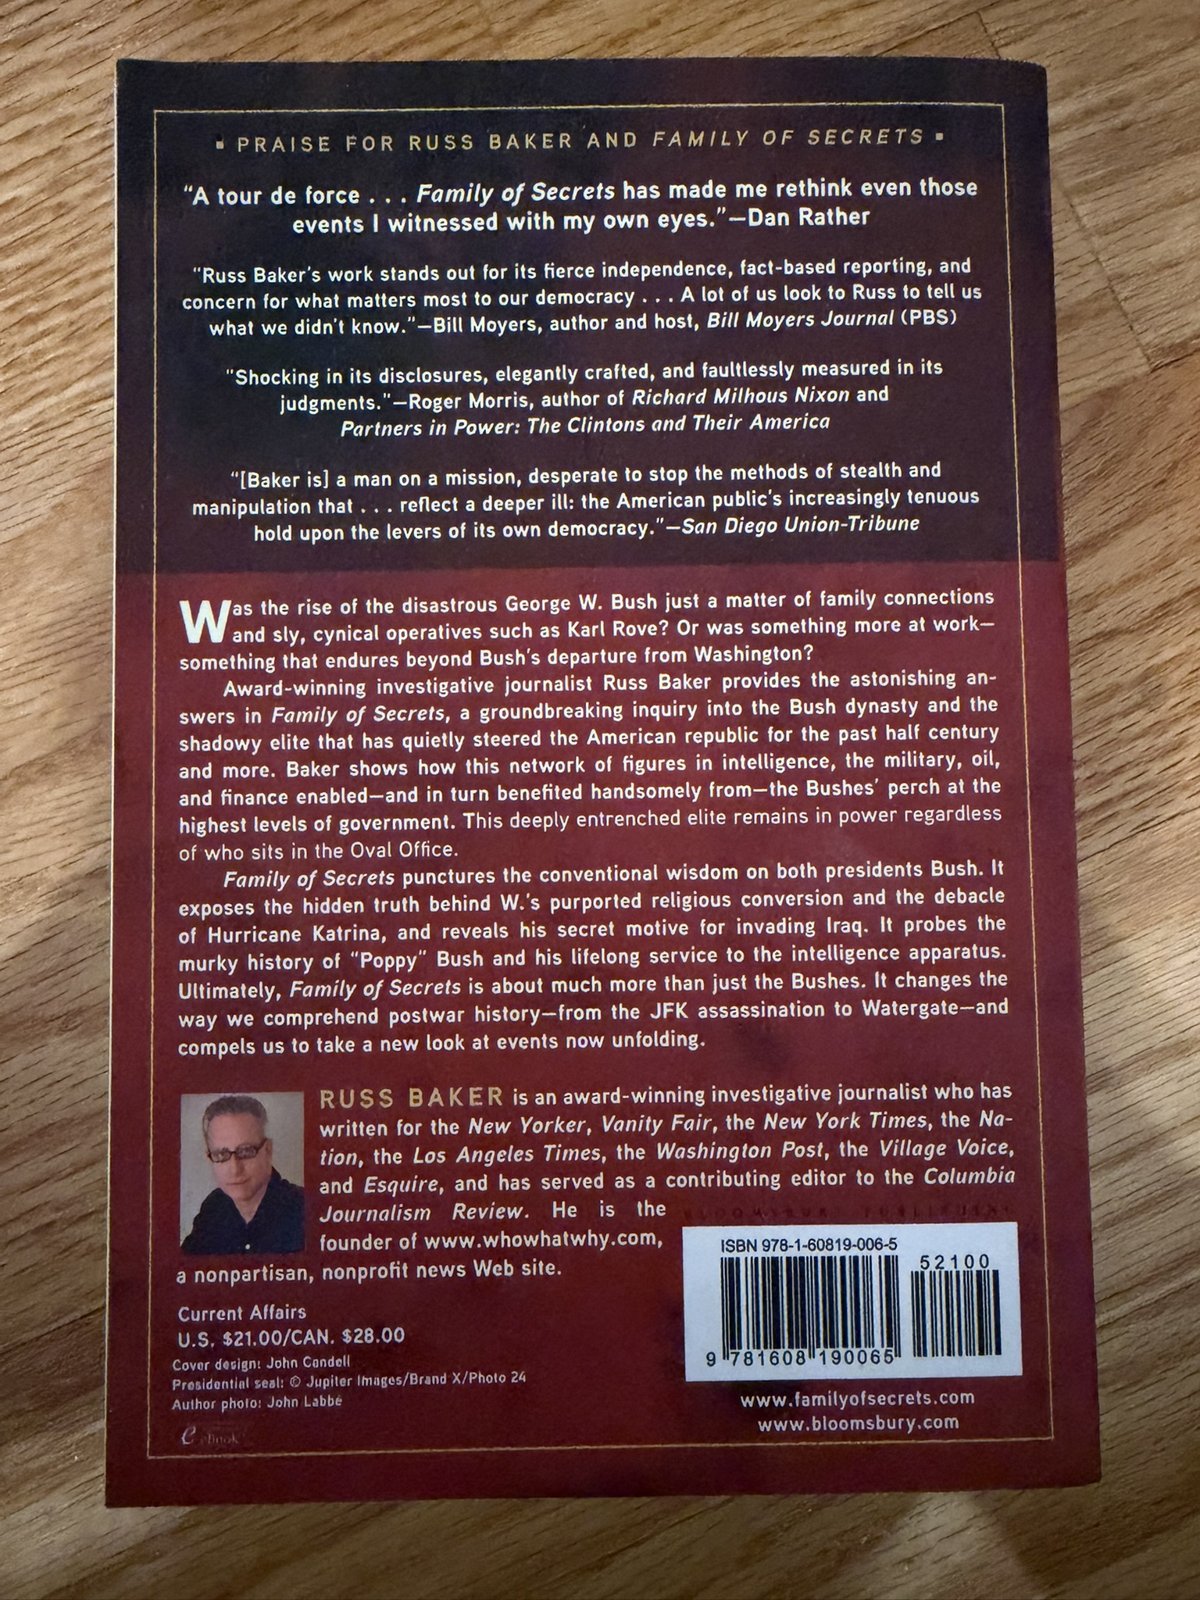 ▪ PRAISE FOR RUSS BAKER AND FAMILY OF SECRETS ▪
“A tour de force . . . Family of Secrets has made me rethink even those
events I witnessed with my own eyes.”—Dan Rather
“Russ Baker’s work stands out for its fierce independence, fact-based reporting, and
concern for what matters most to our democracy . . . A lot of us look to Russ to tell us
what we didn’t know.”—Bill Moyers, author and host, Bill Moyers Journal (PBS)
“Shocking in its disclosures, elegantly crafted, and faultlessly measured in its
judgments.”—Roger Morris, author of Richard Milhous Nixon and
Partners in Power: The Clintons and Their America
“[Baker is] a man on a mission, desperate to stop the methods of stealth and
manipulation that . . . reflect a deeper ill: the American public’s increasingly tenuous
hold upon the levers of its own democracy.”—San Diego Union-Tribune
Was the rise of the disastrous George W. Bush just a matter of family connections
and sly, cynical operatives such as Karl Rove? Or was something more at work—
something that endures beyond Bush’s departure from Washington?
Award-winning investigative journalist Russ Baker provides the astonishing an-
swers in Family of Secrets, a groundbreaking inquiry into the Bush dynasty and the
shadowy elite that has quietly steered the American republic for the past half century
and more. Baker shows how this network of figures in intelligence, the military, oil,
and finance enabled—and in turn benefited handsomely from—the Bushes’ perch at the
highest levels of government. This deeply entrenched elite remains in power regardless
of who sits in the Oval Office.
Family of Secrets punctures the conventional wisdom on both presidents Bush. It
exposes the hidden truth behind W.’s purported religious conversion and the debacle
of Hurricane Katrina, and reveals his secret motive for invading Iraq. It probes the
murky history of “Poppy” Bush and his lifelong service to the intelligence apparatus.
Ultimately, Family of Secrets is about much more than just the Bushes. It changes the
way we comprehend postwar history—from the JFK assassination to Watergate—and
compels us to take a new look at events now unfolding.
RUSS BAKER is an award-winning investigative journalist who has
written for the New Yorker, Vanity Fair, the New York Times, the Na-
tion, the Los Angeles Times, the Washington Post, the Village Voice,
and Esquire, and has served as a contributing editor to the Columbia
Journalism Review. He is the
founder of www.whowhatwhy.com,
a nonpartisan, nonprofit news Web site.
Current Affairs
U.S. $21.00/CAN. $28.00
Cover design: John Candell
Presidential seal: © Jupiter Images/Brand X/Photo 24
Author photo: John Labbé
eBook
ISBN 978-1-60819-006-5
52100
9 781608 190065
www.familyofsecrets.com
www.bloomsbury.com